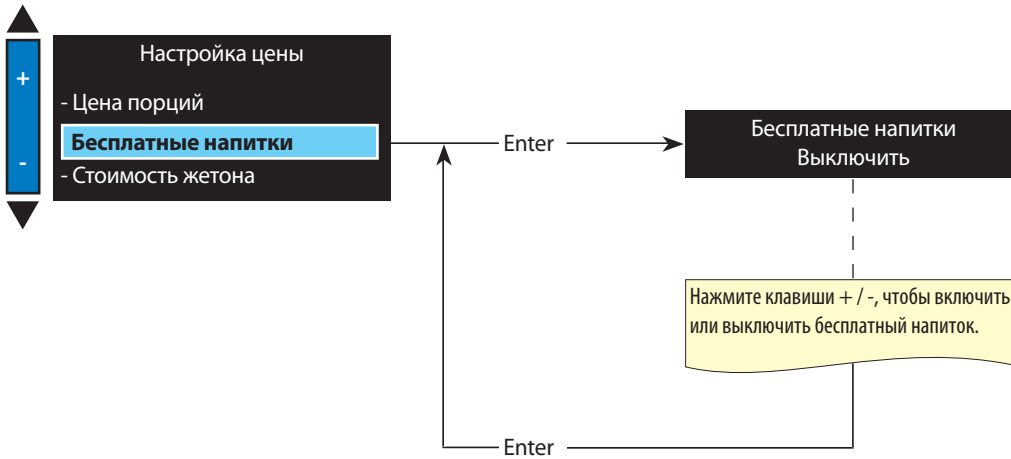 +
-
Настройка цены
- Цена порций
Бесплатные напитки
- Стоимость жетона
Enter
Бесплатные напитки
Выключить
Нажмите клавиши + / -, чтобы включить
или выключить бесплатный напиток.
Enter